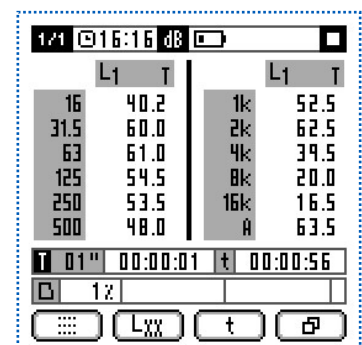 1/1 16:16 dB
L1 T L1 T
16 40.2 1k 52.5
31.5 60.0 2k 62.5
63 61.0 4k 39.5
125 54.5 8k 20.0
250 53.5 16k 16.5
500 48.0 A 63.5
T 01" 00:00:01 t 00:00:56
1%
Lxx t